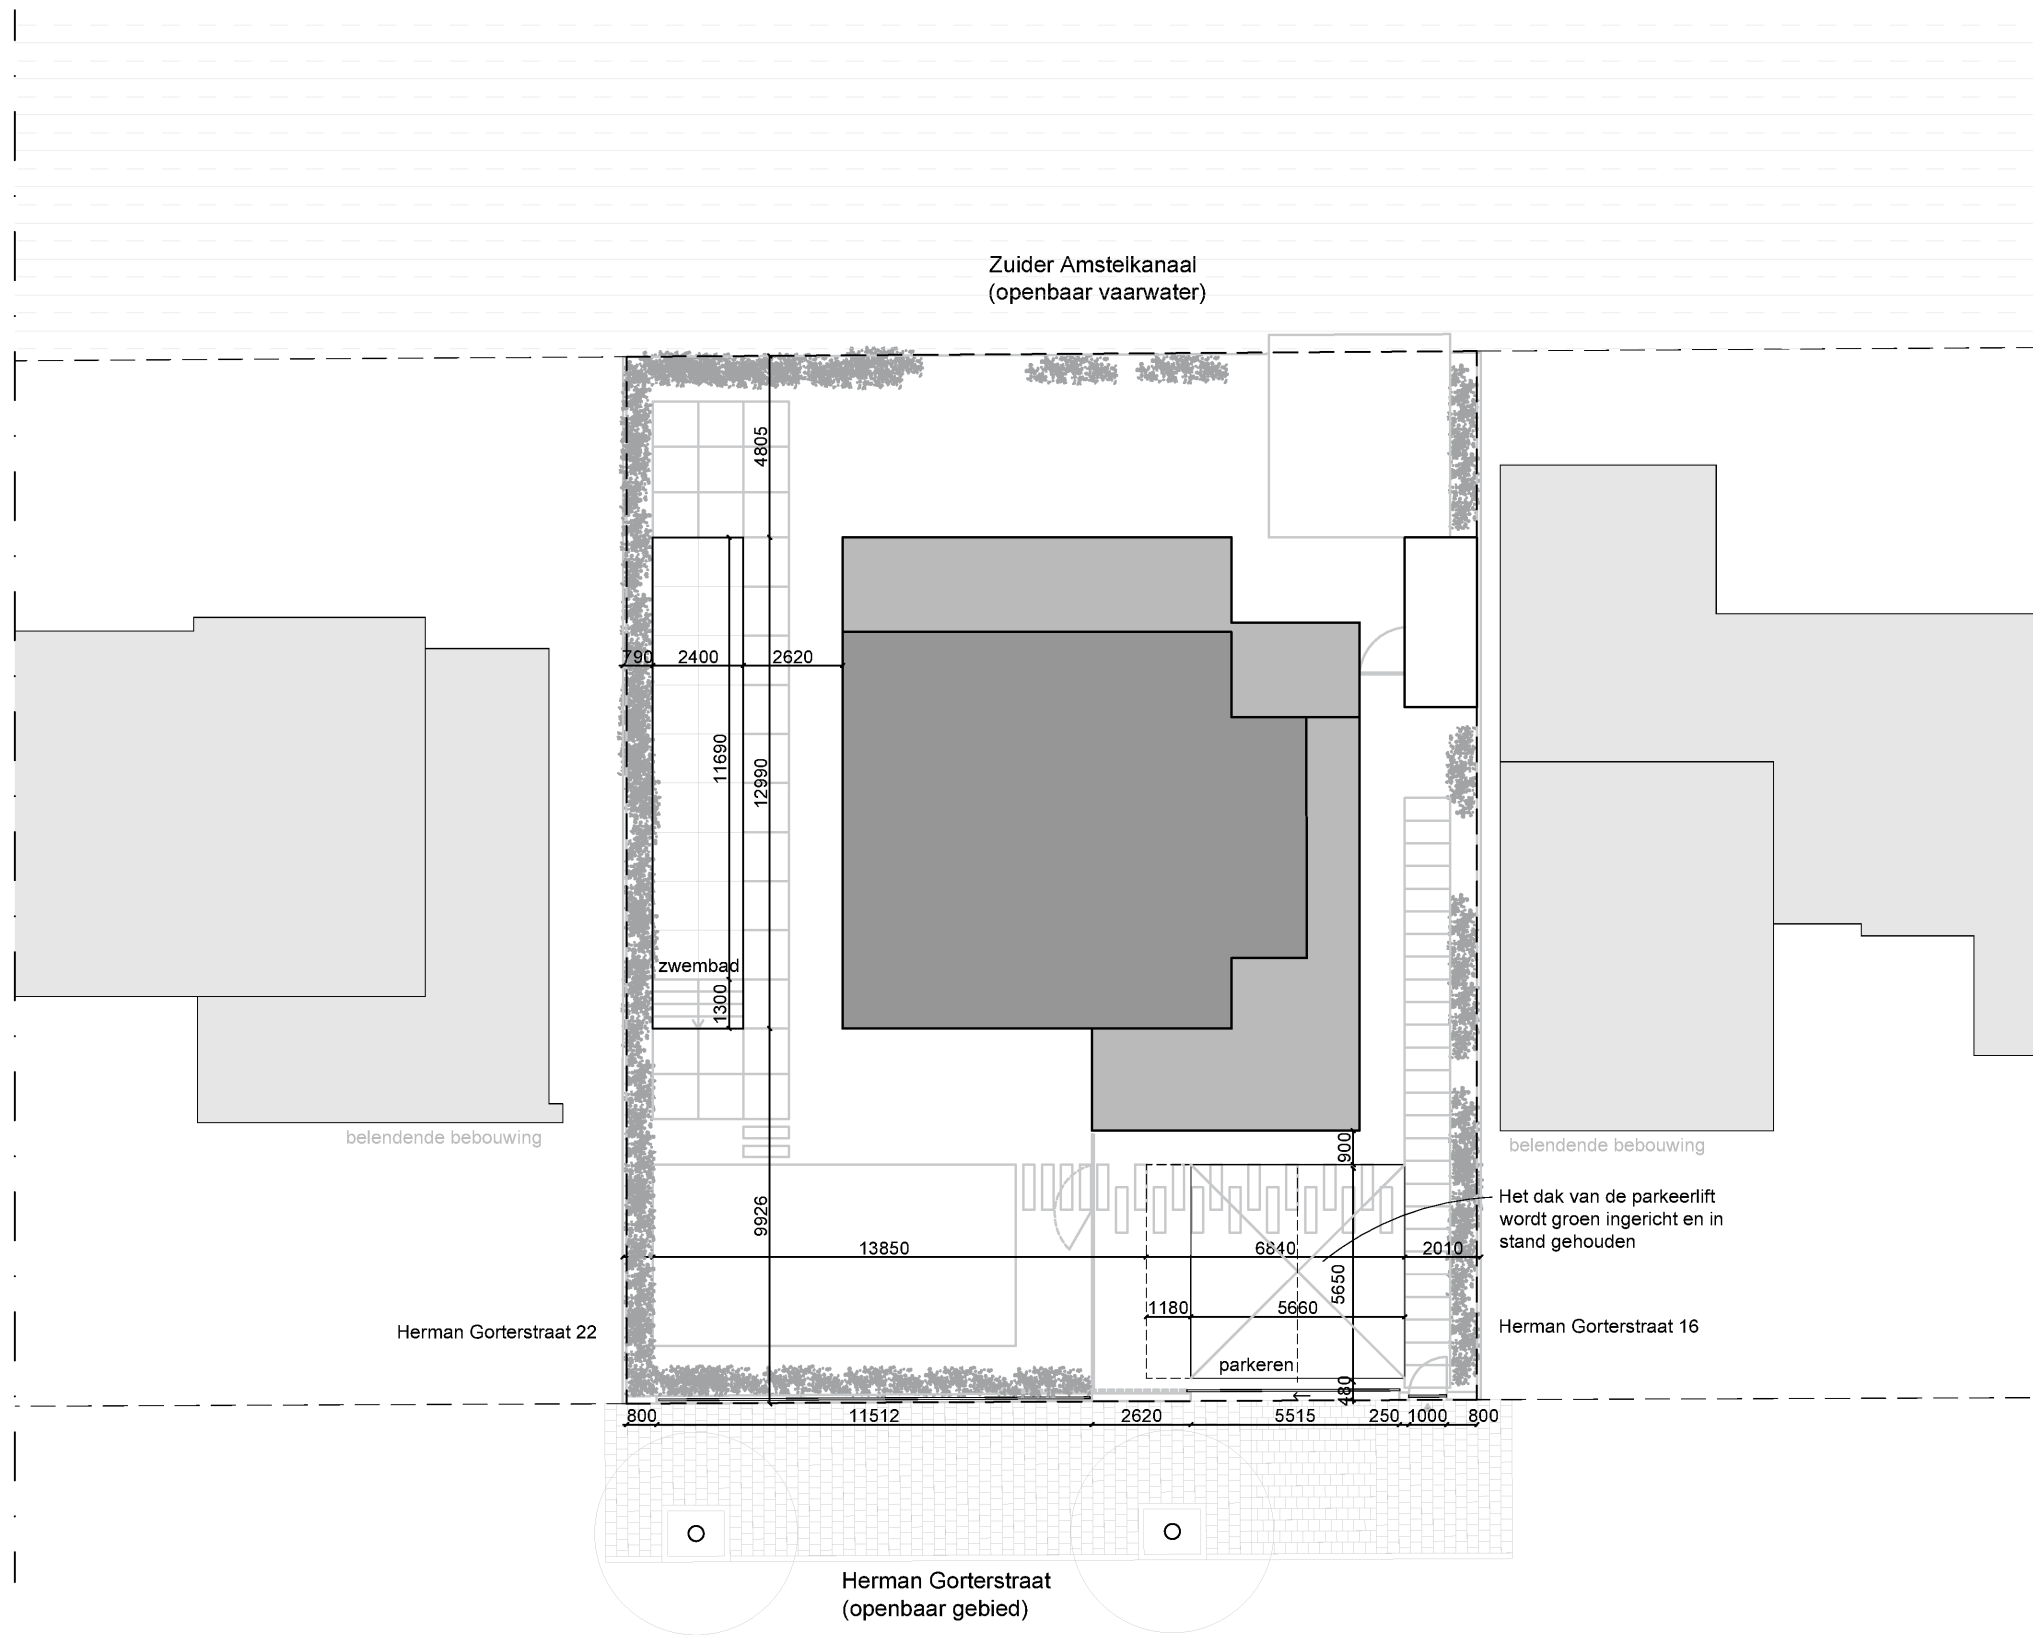 Zuider Amstelkanaal
(openbaar vaarwater)
4805
790
2400
2620
11690
12990
zwembad
1300
belendende bebouwing
900
belendende bebouwing
Het dak van de parkeerlift
wordt groen ingericht en in
stand gehouden
9926
13850
6840
2010
5650
1180
5660
Herman Gorterstraat 22
Herman Gorterstraat 16
parkeren
480
800
11512
2620
5515
250
1000
800
Herman Gorterstraat
(openbaar gebied)